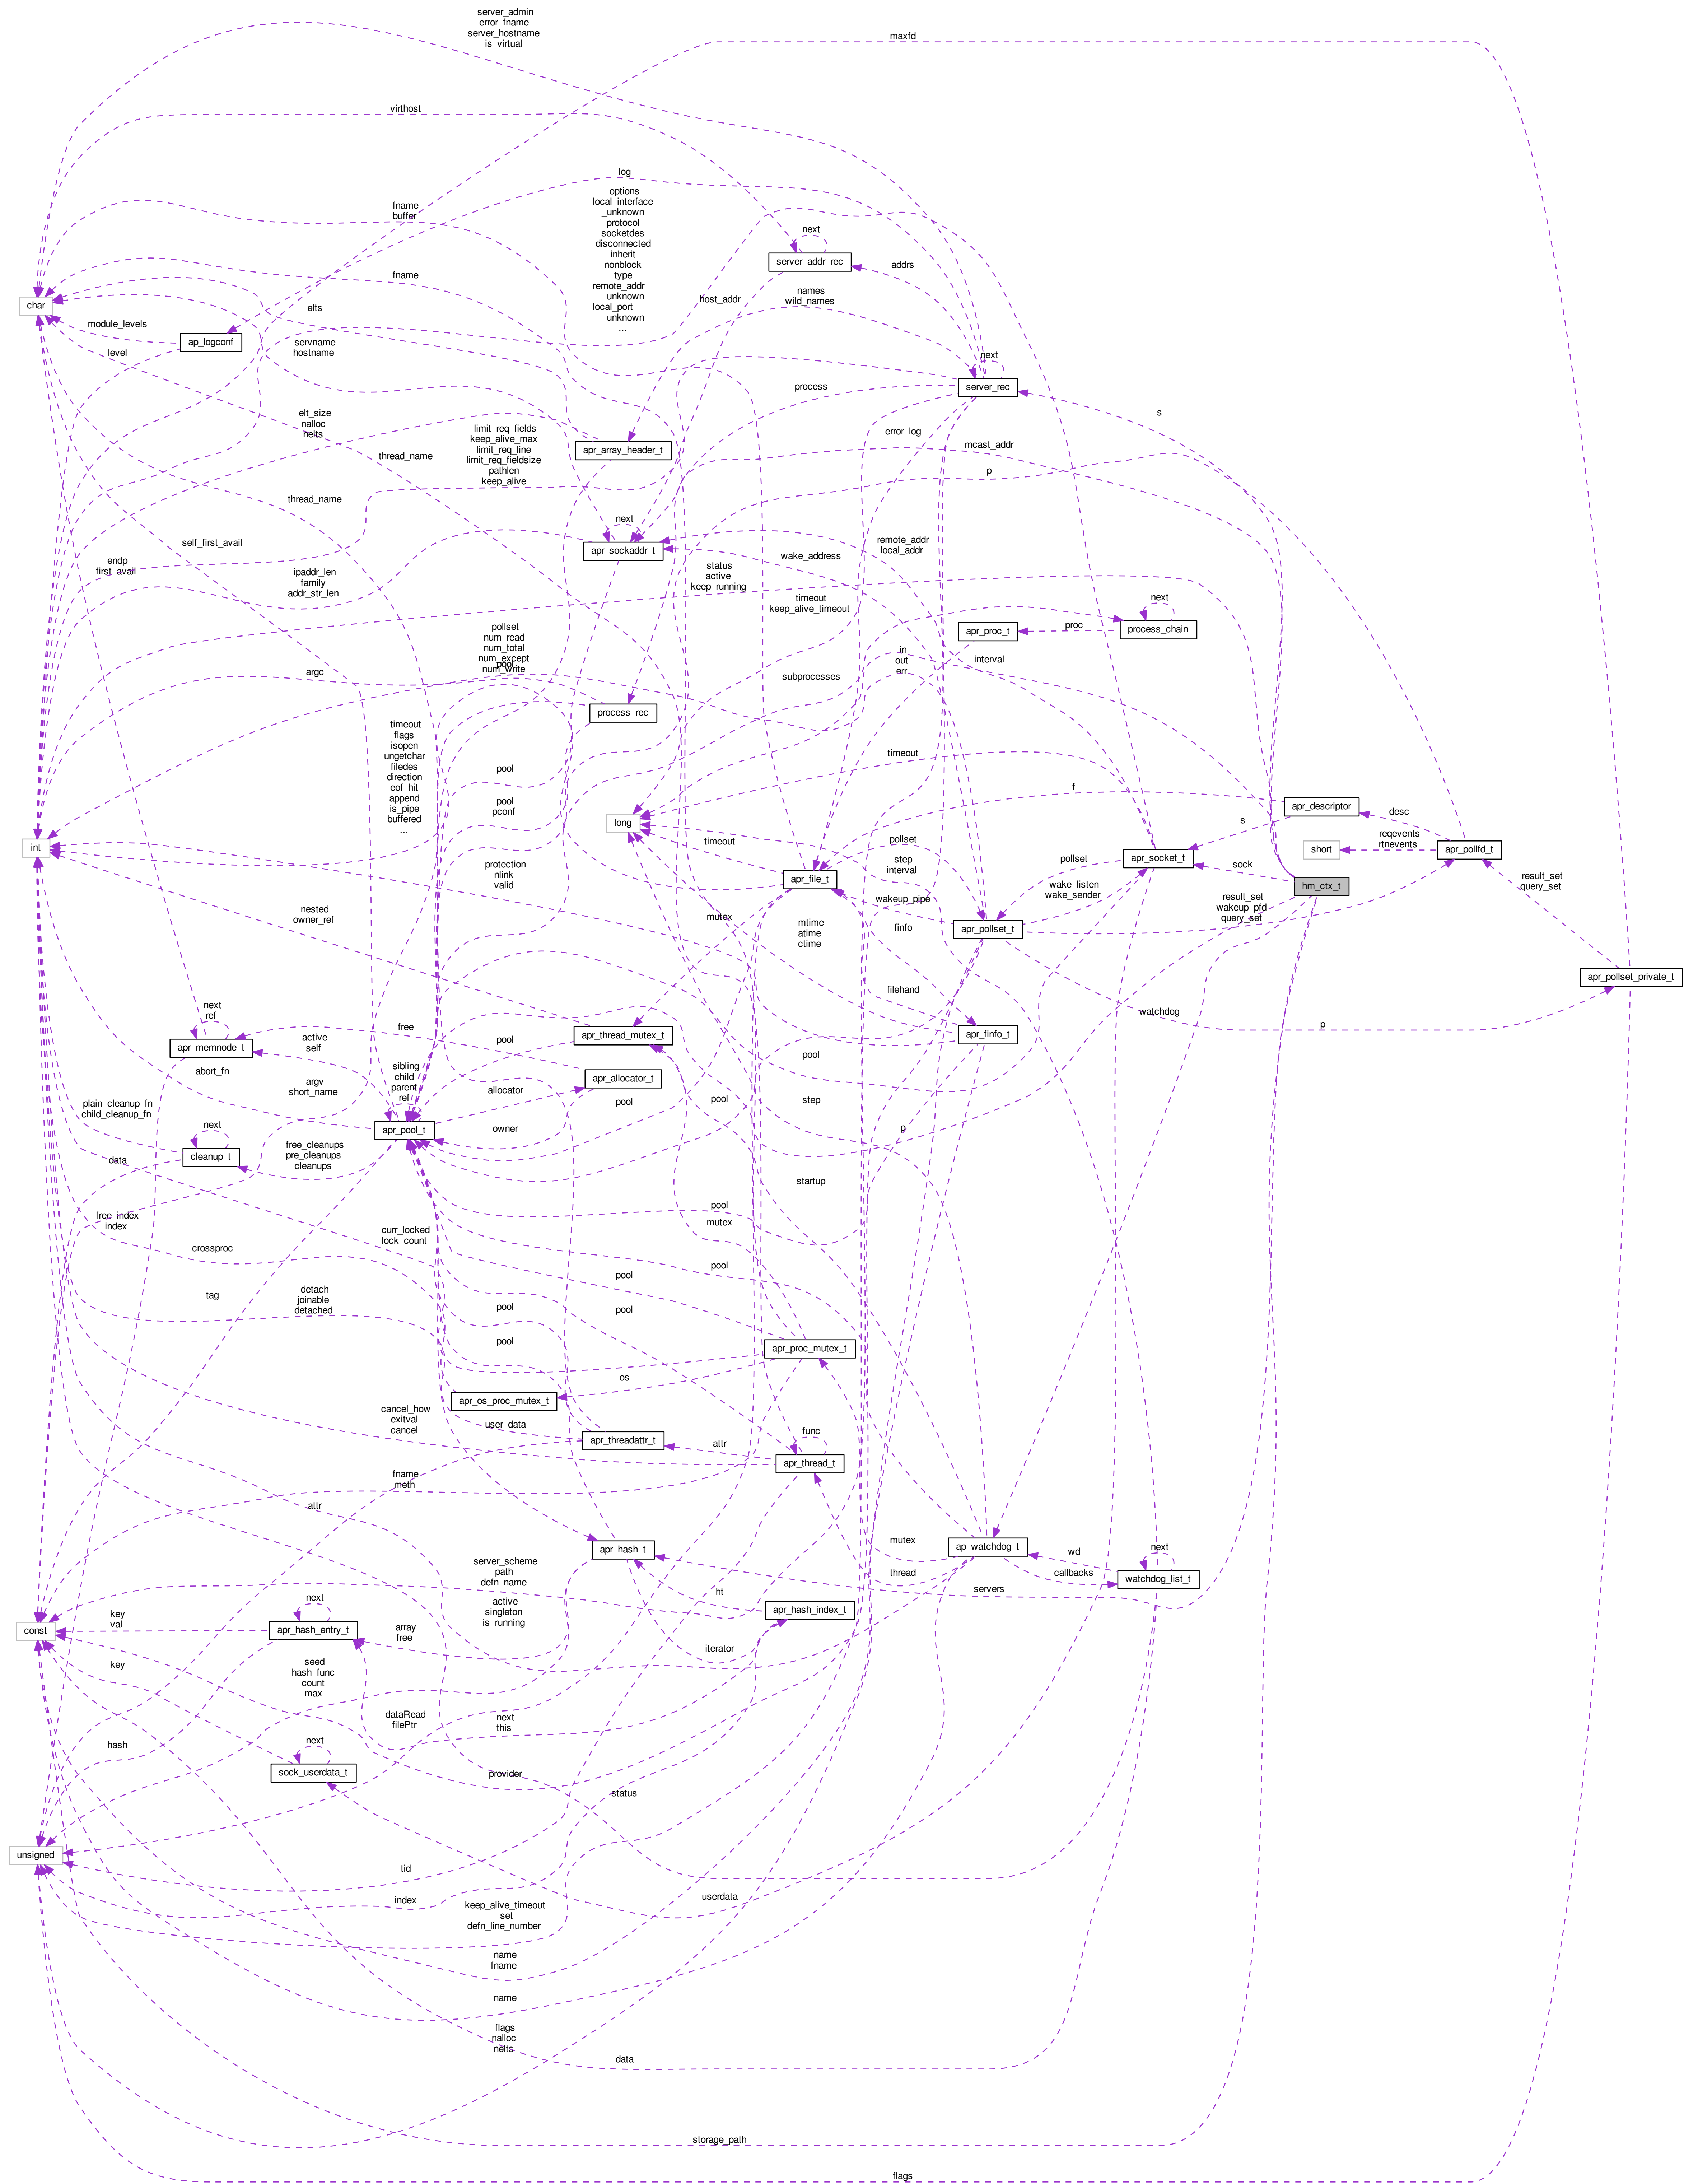 server_admin
error_fname
server_hostname
is_virtual
maxfd
virthost
log
options
local_interface
_unknown
protocol
socketdes
disconnected
inherit
nonblock
type
remote_addr
_unknown
local_port
_unknown
...
fname
buffer
next
server_addr_rec
addrs
fname
names
wild_names
host_addr
char
elts
module_levels
ap_logconf
servname
hostname
level
next
server_rec
process
s
elt_size
nalloc
nelts
limit_req_fields
keep_alive_max
limit_req_line
limit_req_fieldsize
pathlen
keep_alive
error_log
mcast_addr
apr_array_header_t
thread_name
p
thread_name
next
apr_sockaddr_t
self_first_avail
remote_addr
local_addr
wake_address
endp
first_avail
ipaddr_len
family
addr_str_len
status
active
keep_running
timeout
keep_alive_timeout
next
process_chain
proc
apr_proc_t
pollset
num_read
num_total
num_except
num_write
pool
in
out
err
interval
argc
subprocesses
process_rec
timeout
flags
isopen
ungetchar
filedes
direction
eof_hit
append
is_pipe
buffered
...
timeout
pool
f
apr_descriptor
pool
pconf
long
desc
s
int
reqevents
rtnevents
short
apr_pollfd_t
pollset
timeout
step
interval
pollset
apr_socket_t
sock
protection
nlink
valid
apr_file_t
hm_ctx_t
result_set
query_set
wake_listen
wake_sender
wakeup_pipe
result_set
wakeup_pfd
query_set
nested
owner_ref
mutex
mtime
atime
ctime
finfo
apr_pollset_t
apr_pollset_private_t
filehand
watchdog
next
ref
apr_memnode_t
free
apr_thread_mutex_t
apr_finfo_t
p
active
self
pool
pool
abort_fn
sibling
child
parent
ref
apr_allocator_t
argv
short_name
allocator
step
plain_cleanup_fn
child_cleanup_fn
pool
pool
next
cleanup_t
apr_pool_t
owner
p
free_cleanups
pre_cleanups
cleanups
data
startup
pool
free_index
index
mutex
curr_locked
lock_count
crossproc
pool
pool
tag
detach
joinable
detached
pool
pool
pool
apr_proc_mutex_t
os
apr_os_proc_mutex_t
cancel_how
exitval
cancel
user_data
apr_threadattr_t
func
attr
apr_thread_t
fname
meth
attr
mutex
ap_watchdog_t
apr_hash_t
wd
next
thread
callbacks
watchdog_list_t
server_scheme
path
defn_name
servers
ht
next
active
singleton
is_running
apr_hash_index_t
key
val
apr_hash_entry_t
array
free
const
iterator
key
seed
hash_func
count
max
dataRead
filePtr
next
this
hash
next
sock_userdata_t
provider
status
unsigned
tid
userdata
index
keep_alive_timeout
_set
defn_line_number
name
fname
name
flags
nalloc
nelts
data
storage_path
flags